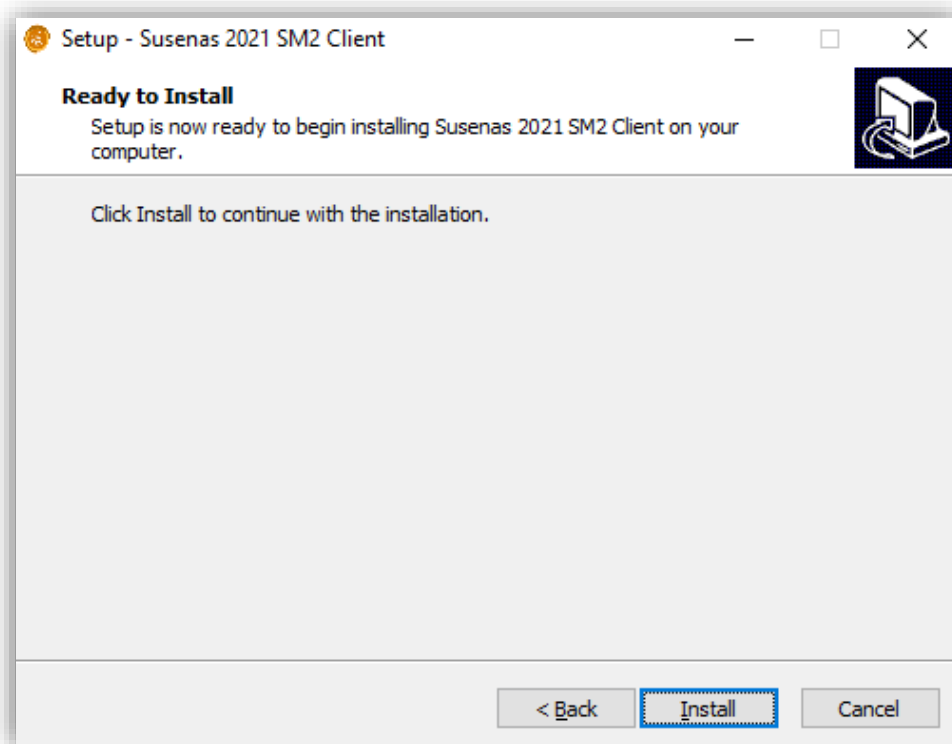 Setup - Susenas 2021 SM2 Client
Ready to Install
Setup is now ready to begin installing Susenas 2021 SM2 Client on your
computer.
Click Install to continue with the installation.
< Back
Install
Cancel